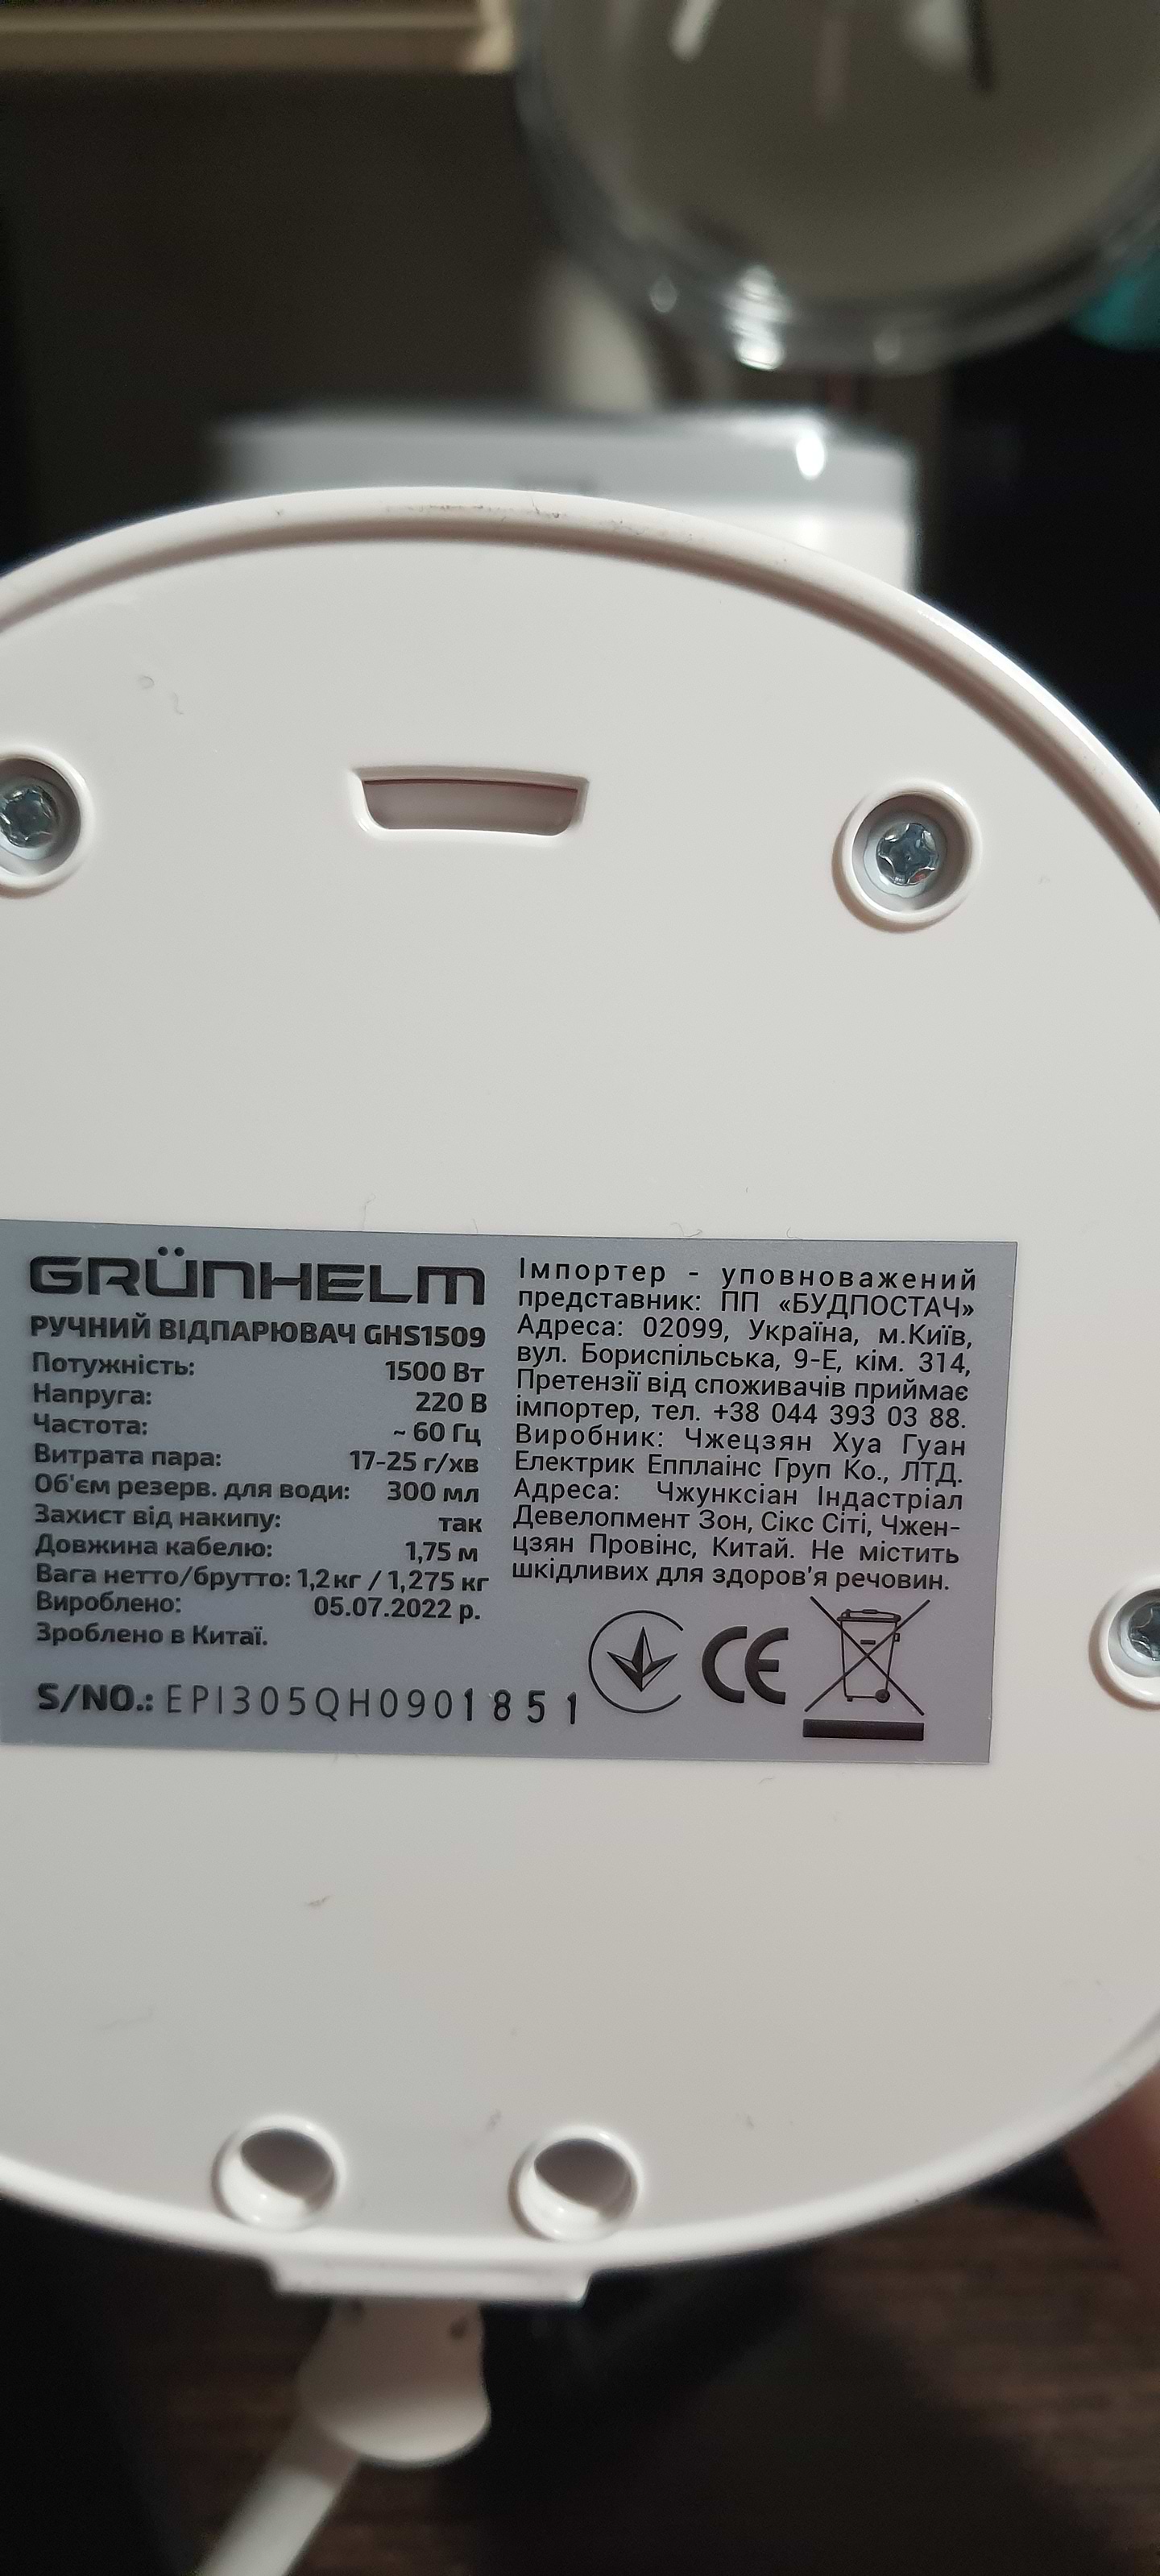 GRÜNHELM
РУЧНИЙ ВІДПАРЮВАЧ GHS1509
Потужність: 1500 Вт
Напруга: 220 В
Частота: ~ 60 Гц
Витрата пара: 17-25 г/хв
Об'єм резерв. для води: 300 мл
Захист від накипу: так
Довжина кабелю: 1,75 м
Вага нетто/брутто: 1,2кг / 1,275 кг
Вироблено: 05.07.2022 р.
Зроблено в Китаї.
S/NO.: EPI305QH0901851
Імпортер - уповноважений
представник: ПП «БУДПОСТАЧ»
Адреса: 02099, Україна, м.Київ,
вул. Бориспільська, 9-Е, кім. 314,
Претензії від споживачів приймає
імпортер, тел. +38 044 393 03 88.
Виробник: Чжецзян Хуа Гуан
Електрик Епплаінс Груп Ко., ЛТД.
Адреса: Чжунксіан Індастріал
Девелопмент Зон, Сікс Сіті, Чжен-
цзян Провінс, Китай. Не містить
шкідливих для здоров'я речовин.
CE